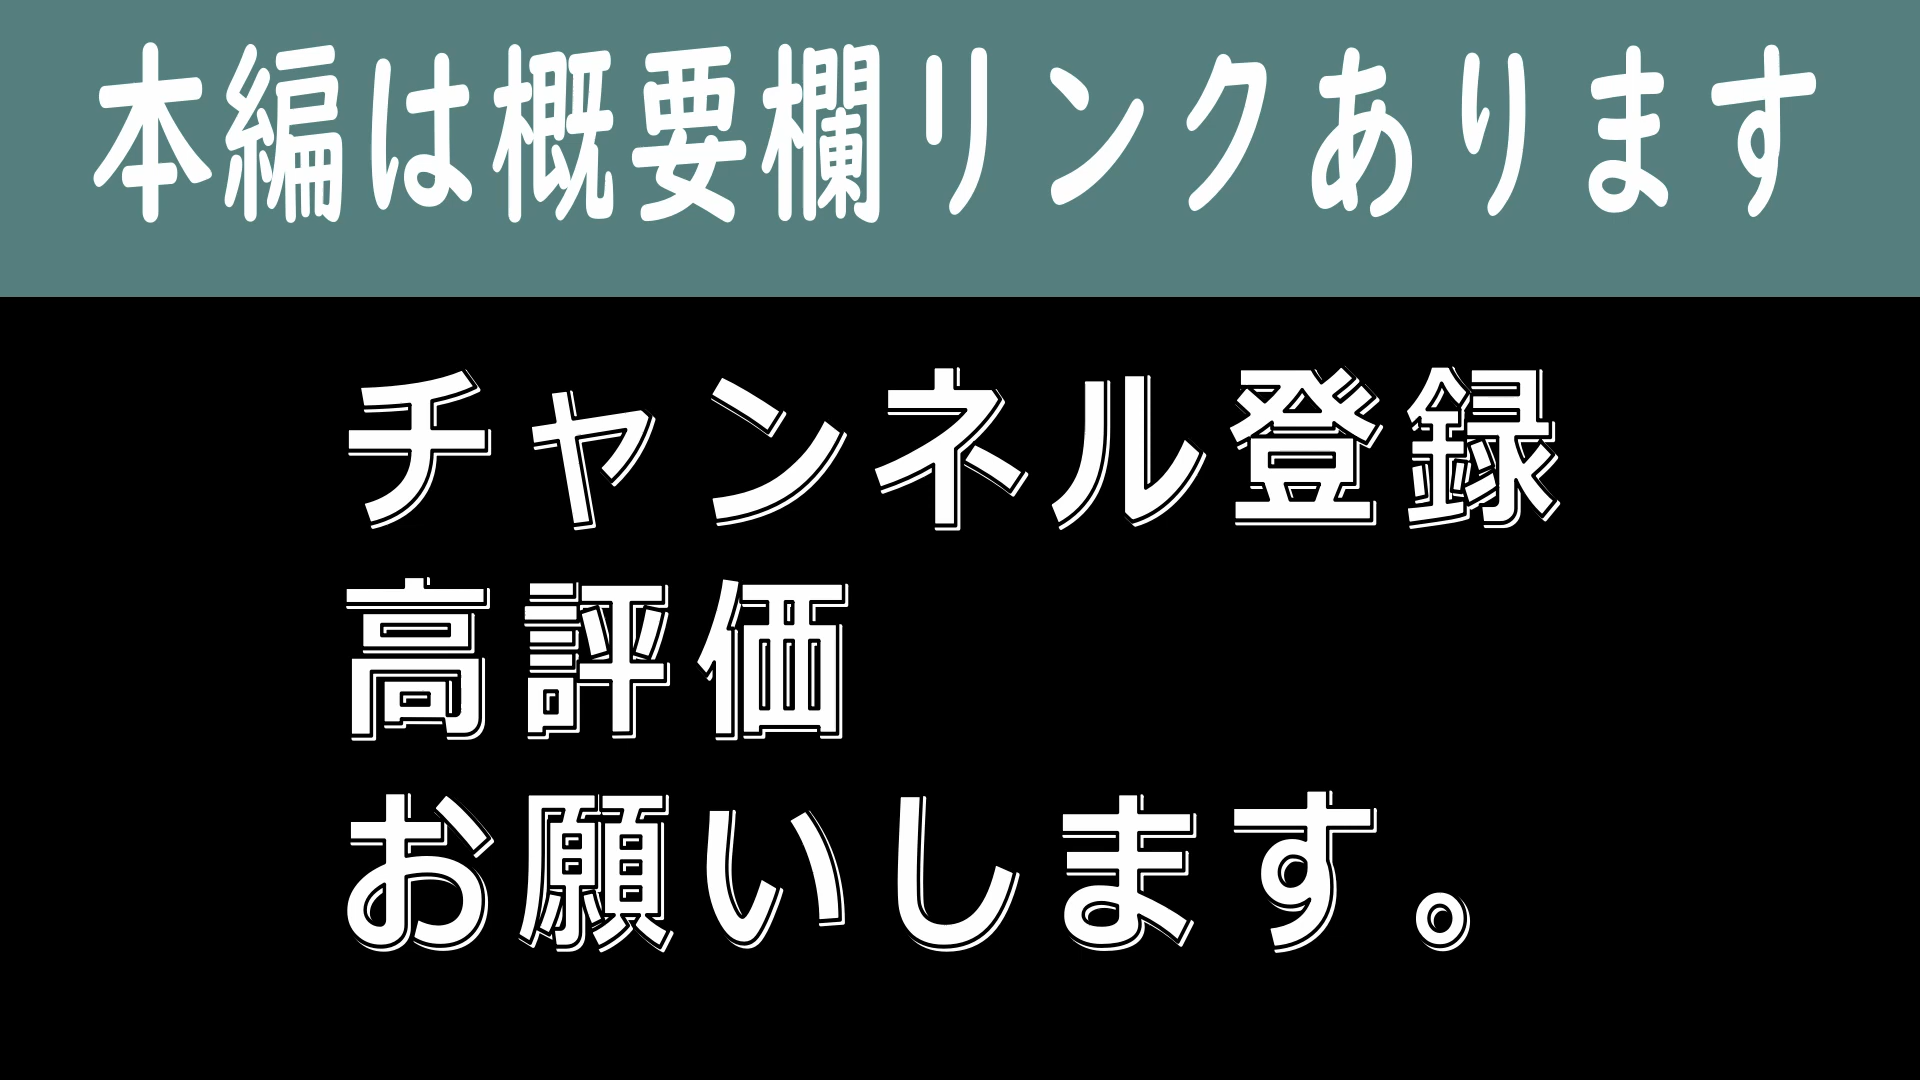 本編は概要欄リンクあります
チャンネル登録
高評価
お願いします。